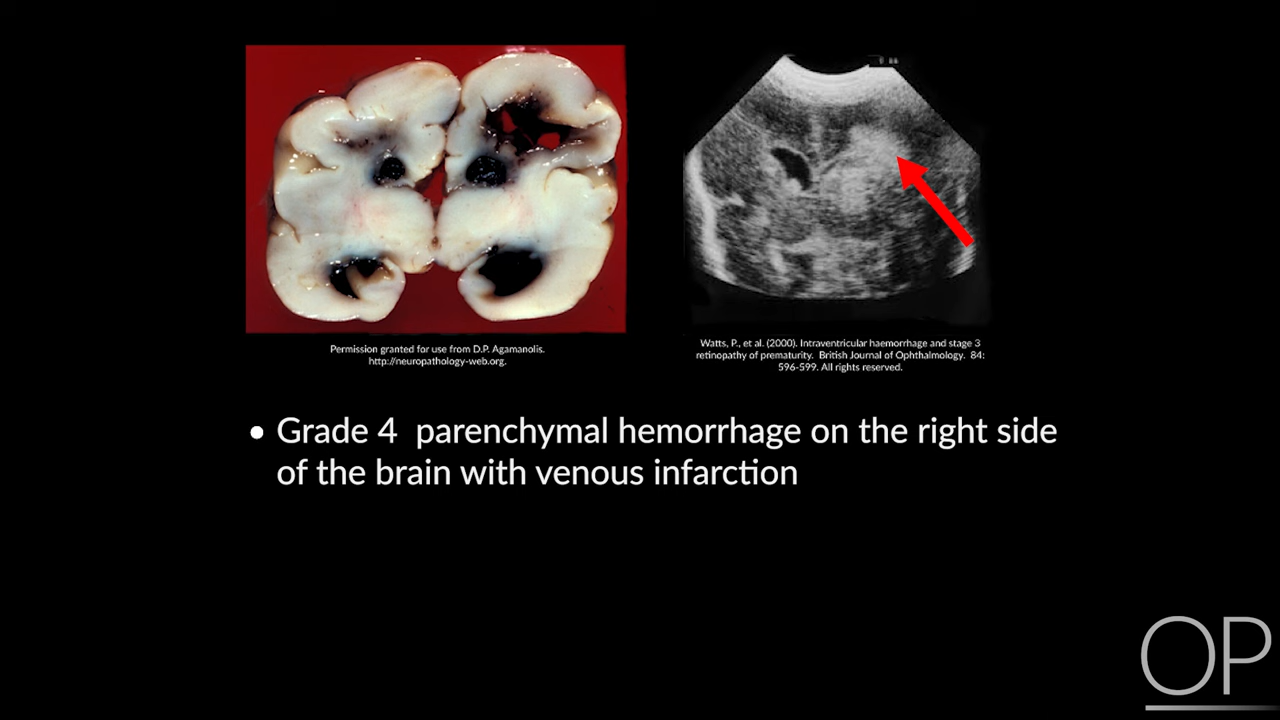 Permission granted for use from D.P. Agamanolis.
http://neuropathology-web.org.
Watts, P., et al. (2000). Intraventricular haemorrhage and stage 3
retinopathy of prematurity. British Journal of Ophthalmology. 84:
596-599. All rights reserved.
• Grade 4  parenchymal hemorrhage on the right side
of the brain with venous infarction
OP